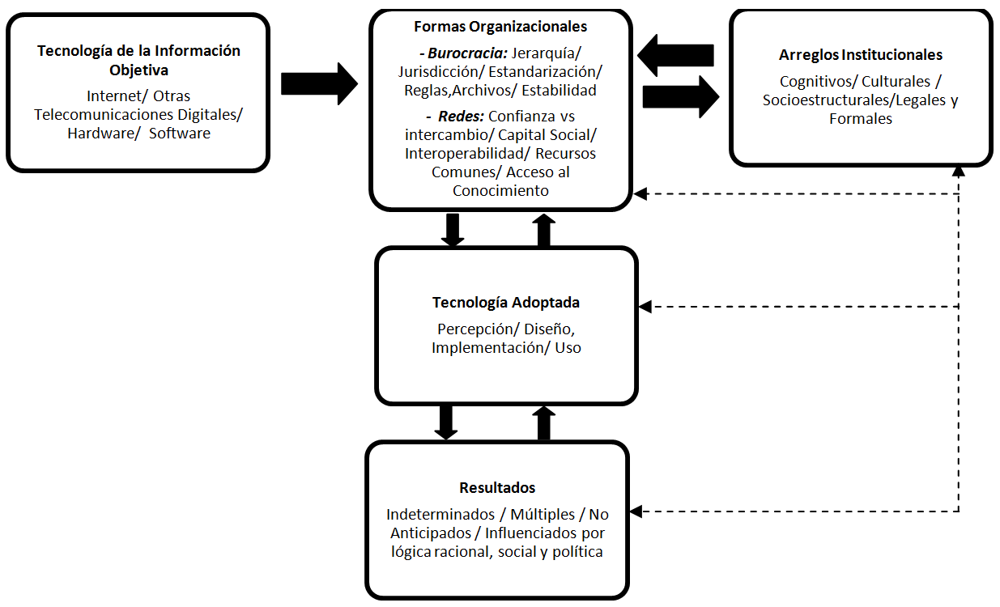 Tecnología de la Información
Objetiva
Internet/ Otras
Telecomunicaciones Digitales/
Hardware/ Software
Formas Organizacionales
- Burocracia: Jerarquía/
Jurisdicción/ Estandarización/
Reglas,Archivos/ Estabilidad
- Redes: Confianza vs
intercambio/ Capital Social/
Interoperabilidad/ Recursos
Comunes/ Acceso al
Conocimiento
Arreglos Institucionales
Cognitivos/ Culturales /
Socioestructurales/Legales y
Formales
Tecnología Adoptada
Percepción/ Diseño,
Implementación/ Uso
Resultados
Indeterminados / Múltiples / No
Anticipados / Influenciados por
lógica racional, social y política